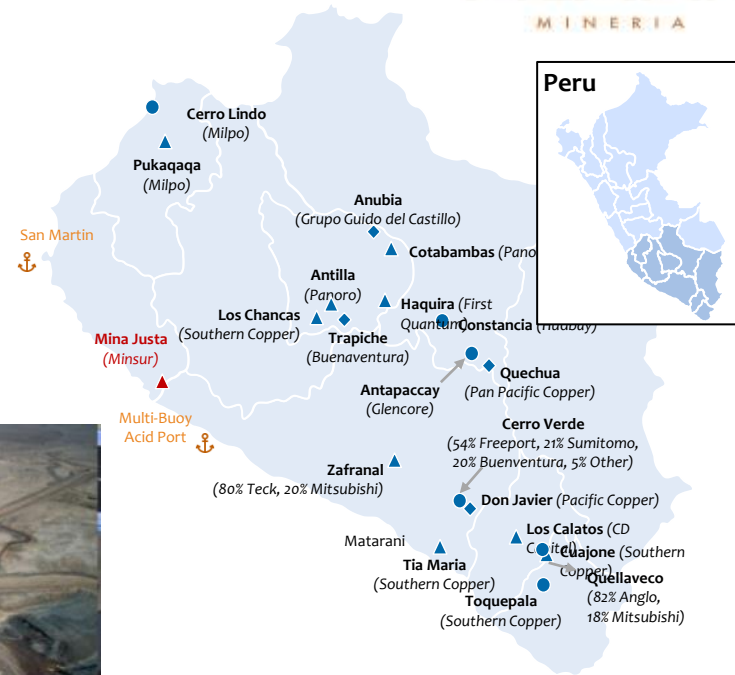 MINERIA
Peru
Cerro Lindo
(Milpo)
Pukaqaqa
(Milpo)
Anubia
(Grupo Guido del Castillo)
San Martin
Cotabambas (Pano
Antilla
(Panoro)
Haquira (First
Quantum)
Constancia (Hudbay)
Los Chancas
(Southern Copper)
Mina Justa
(Minsur)
Trapiche
(Buenaventura)
Quechua
(Pan Pacific Copper)
Antapaccay
(Glencore)
Multi-Buoy
Acid Port
Cerro Verde
(54% Freeport, 21% Sumitomo,
20% Buenventura, 5% Other)
Zafranal
(80% Teck, 20% Mitsubishi)
Don Javier (Pacific Copper)
Los Calatos (CD
Capital)
Matarani
Cuajone (Southern
Copper)
Tia Maria
(Southern Copper)
Quellaveco
(82% Anglo,
18% Mitsubishi)
Toquepala
(Southern Copper)